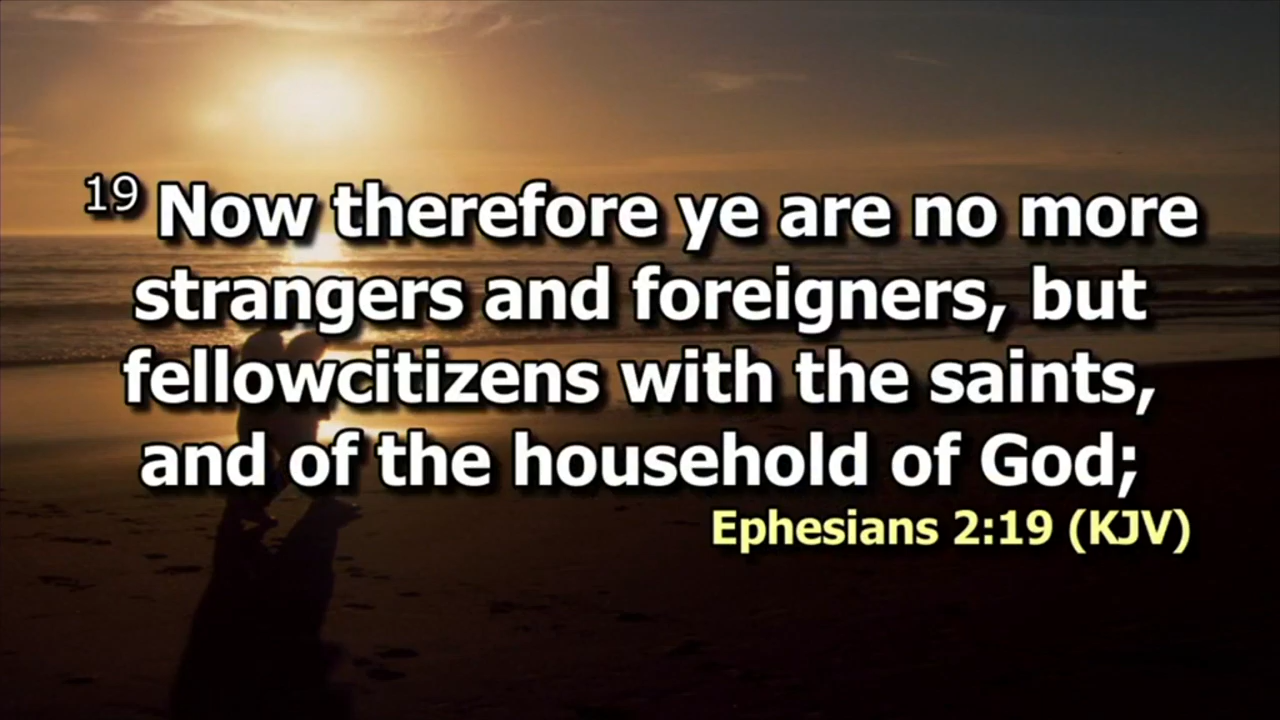 19 Now therefore ye are no more
strangers and foreigners, but
fellowcitizens with the saints,
and of the household of God;
Ephesians 2:19 (KJV)